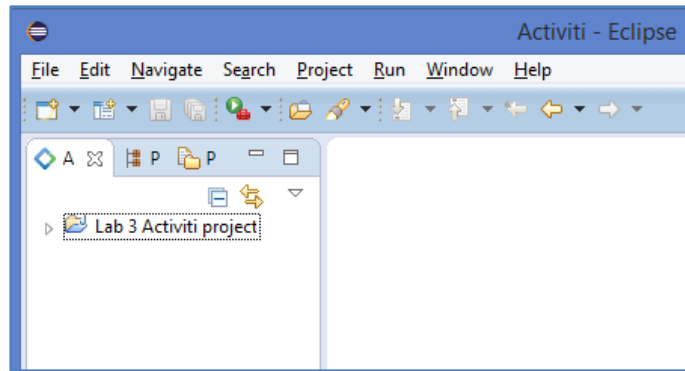 Activiti - Eclipse
File Edit Navigate Search Project Run Window Help
A P P
Lab 3 Activiti project